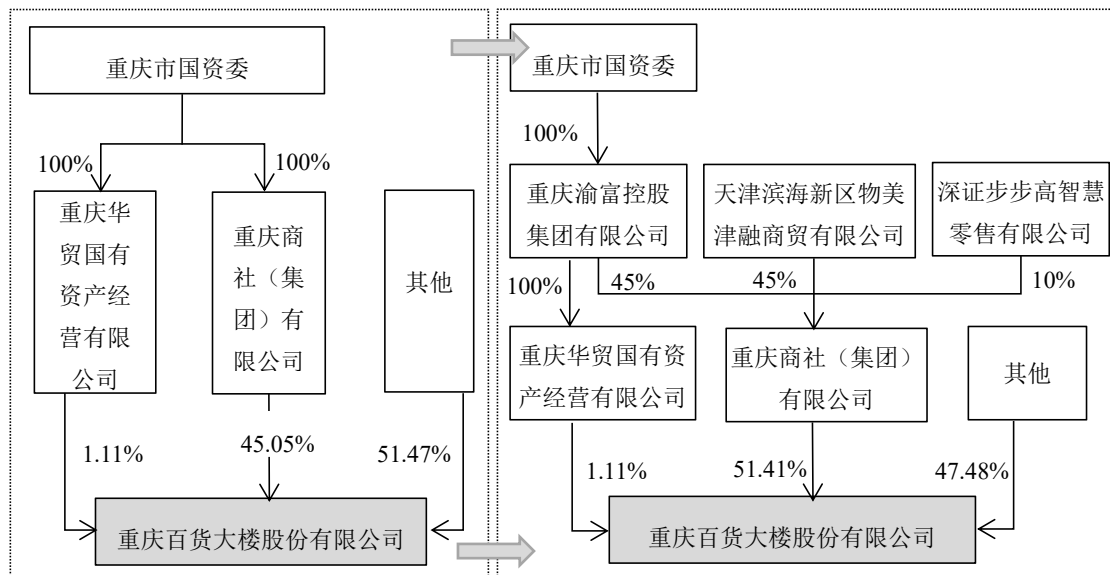 重庆市国资委
100%
100%
重庆华
贸国有
资产经
营有限
公司
重庆商
社（集
团）有
限公司
其他
1.11%
45.05%
51.47%
重庆百货大楼股份有限公司
重庆市国资委
100%
重庆渝富控股
集团有限公司
天津滨海新区物美
津融商贸有限公司
深证步步高智慧
零售有限公司
100%
45%
45%
10%
重庆华贸国有资
产经营有限公司
重庆商社（集团）
有限公司
其他
1.11%
51.41%
47.48%
重庆百货大楼股份有限公司